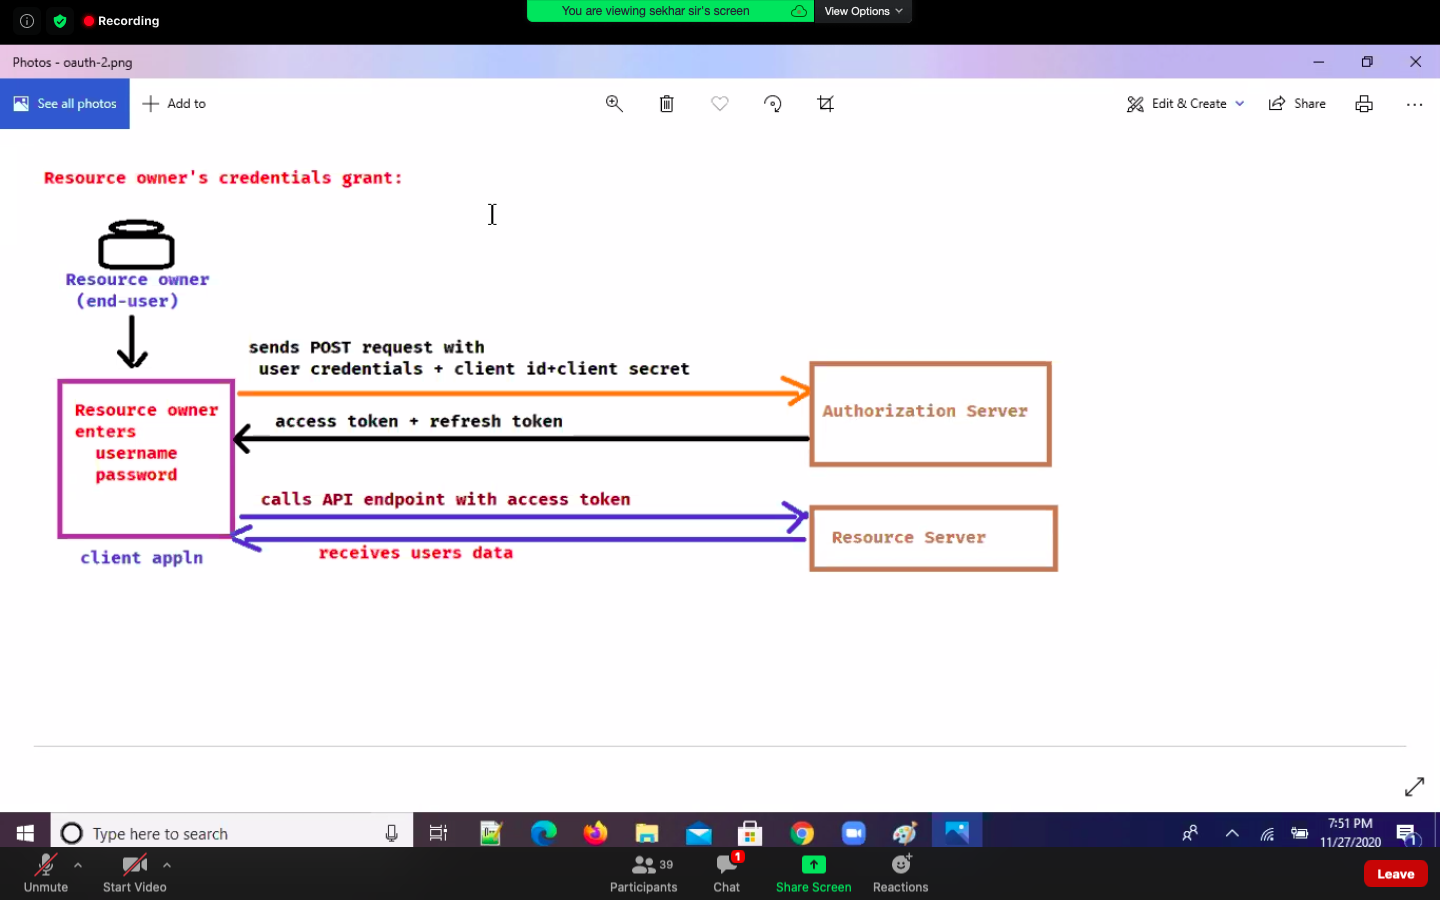 Recording
You are viewing sekhar sir's screen
View Options
Photos - oauth-2.png
See all photos
Add to
Edit & Create
Share
Resource owner's credentials grant:
Resource owner
(end-user)
sends POST request with
user credentials + client id+client secret
Resource owner
enters
username
password
access token + refresh token
Authorization Server
calls API endpoint with access token
Resource Server
receives users data
client appln
Type here to search
7:51 PM
11/27/2020
1
Unmute
Start Video
Participants
39
Chat
1
Share Screen
Reactions
Leave